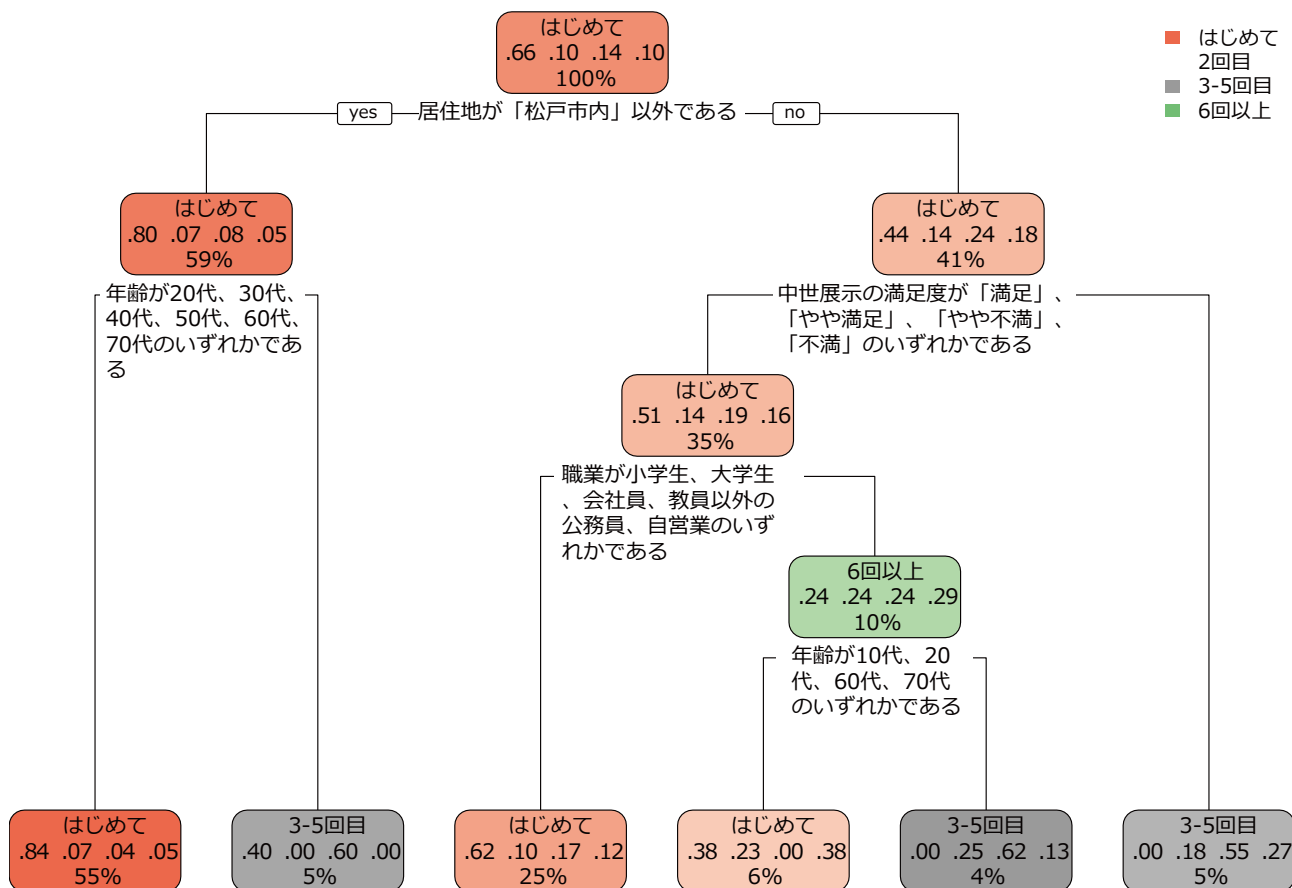 はじめて
.66 .10 .14 .10
100%
はじめて
2回目
3-5回目
6回以上
yes
居住地が「松戸市内」以外である
no
はじめて
.80 .07 .08 .05
59%
はじめて
.44 .14 .24 .18
41%
年齢が20代、30代、
40代、50代、60代、
70代のいずれかであ
る
中世展示の満足度が「満足」、
「やや満足」、「やや不満」、
「不満」のいずれかである
はじめて
.51 .14 .19 .16
35%
職業が小学生、大学生
、会社員、教員以外の
公務員、自営業のいず
れかである
6回以上
.24 .24 .24 .29
10%
年齢が10代、20
代、60代、70代
のいずれかである
はじめて
.84 .07 .04 .05
55%
3-5回目
.40 .00 .60 .00
5%
はじめて
.62 .10 .17 .12
25%
はじめて
.38 .23 .00 .38
6%
3-5回目
.00 .25 .62 .13
4%
3-5回目
.00 .18 .55 .27
5%